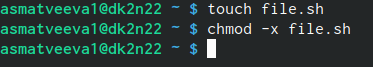 asmatveeva1@dk2n22 ~ $ touch file.sh
asmatveeva1@dk2n22 ~ $ chmod -x file.sh
asmatveeva1@dk2n22 ~ $